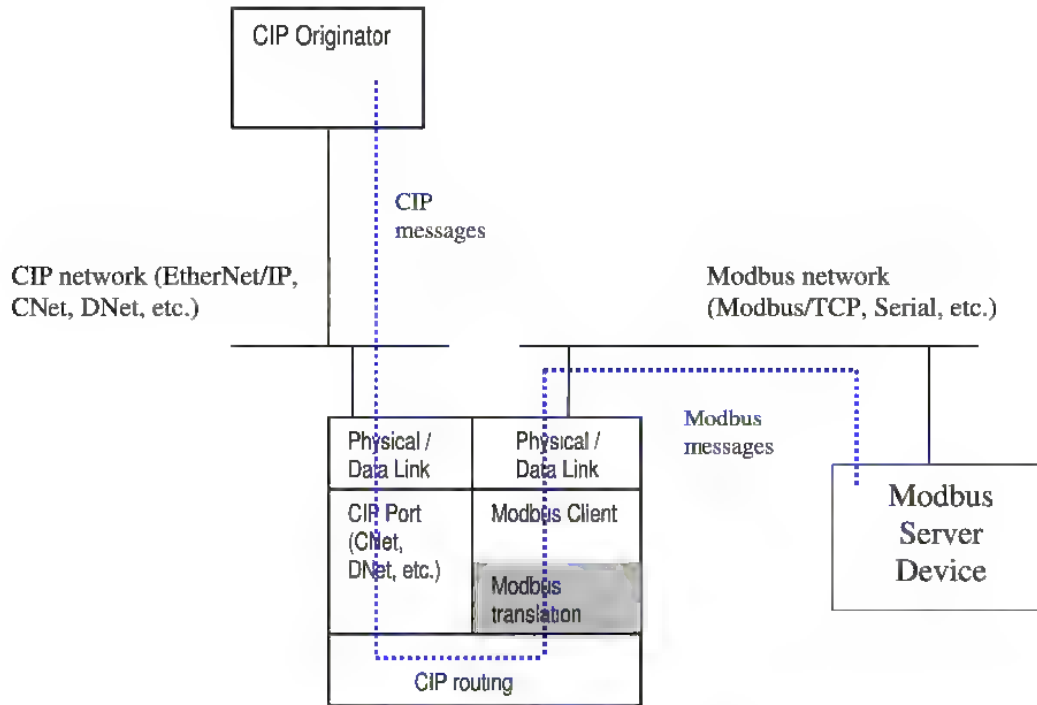 CIP Originator
CIP
messages
CIP network (EtherNet/IP,
CNet, DNet, etc.)
Modbus network
(Modbus/TCP, Serial, etc.)
Modbus
messages
Physical /
Data Link
Physical /
Data Link
CIP Port
(CNet,
DNet, etc.)
Modbus Client
Modbus
translation
CIP routing
Modbus
Server
Device